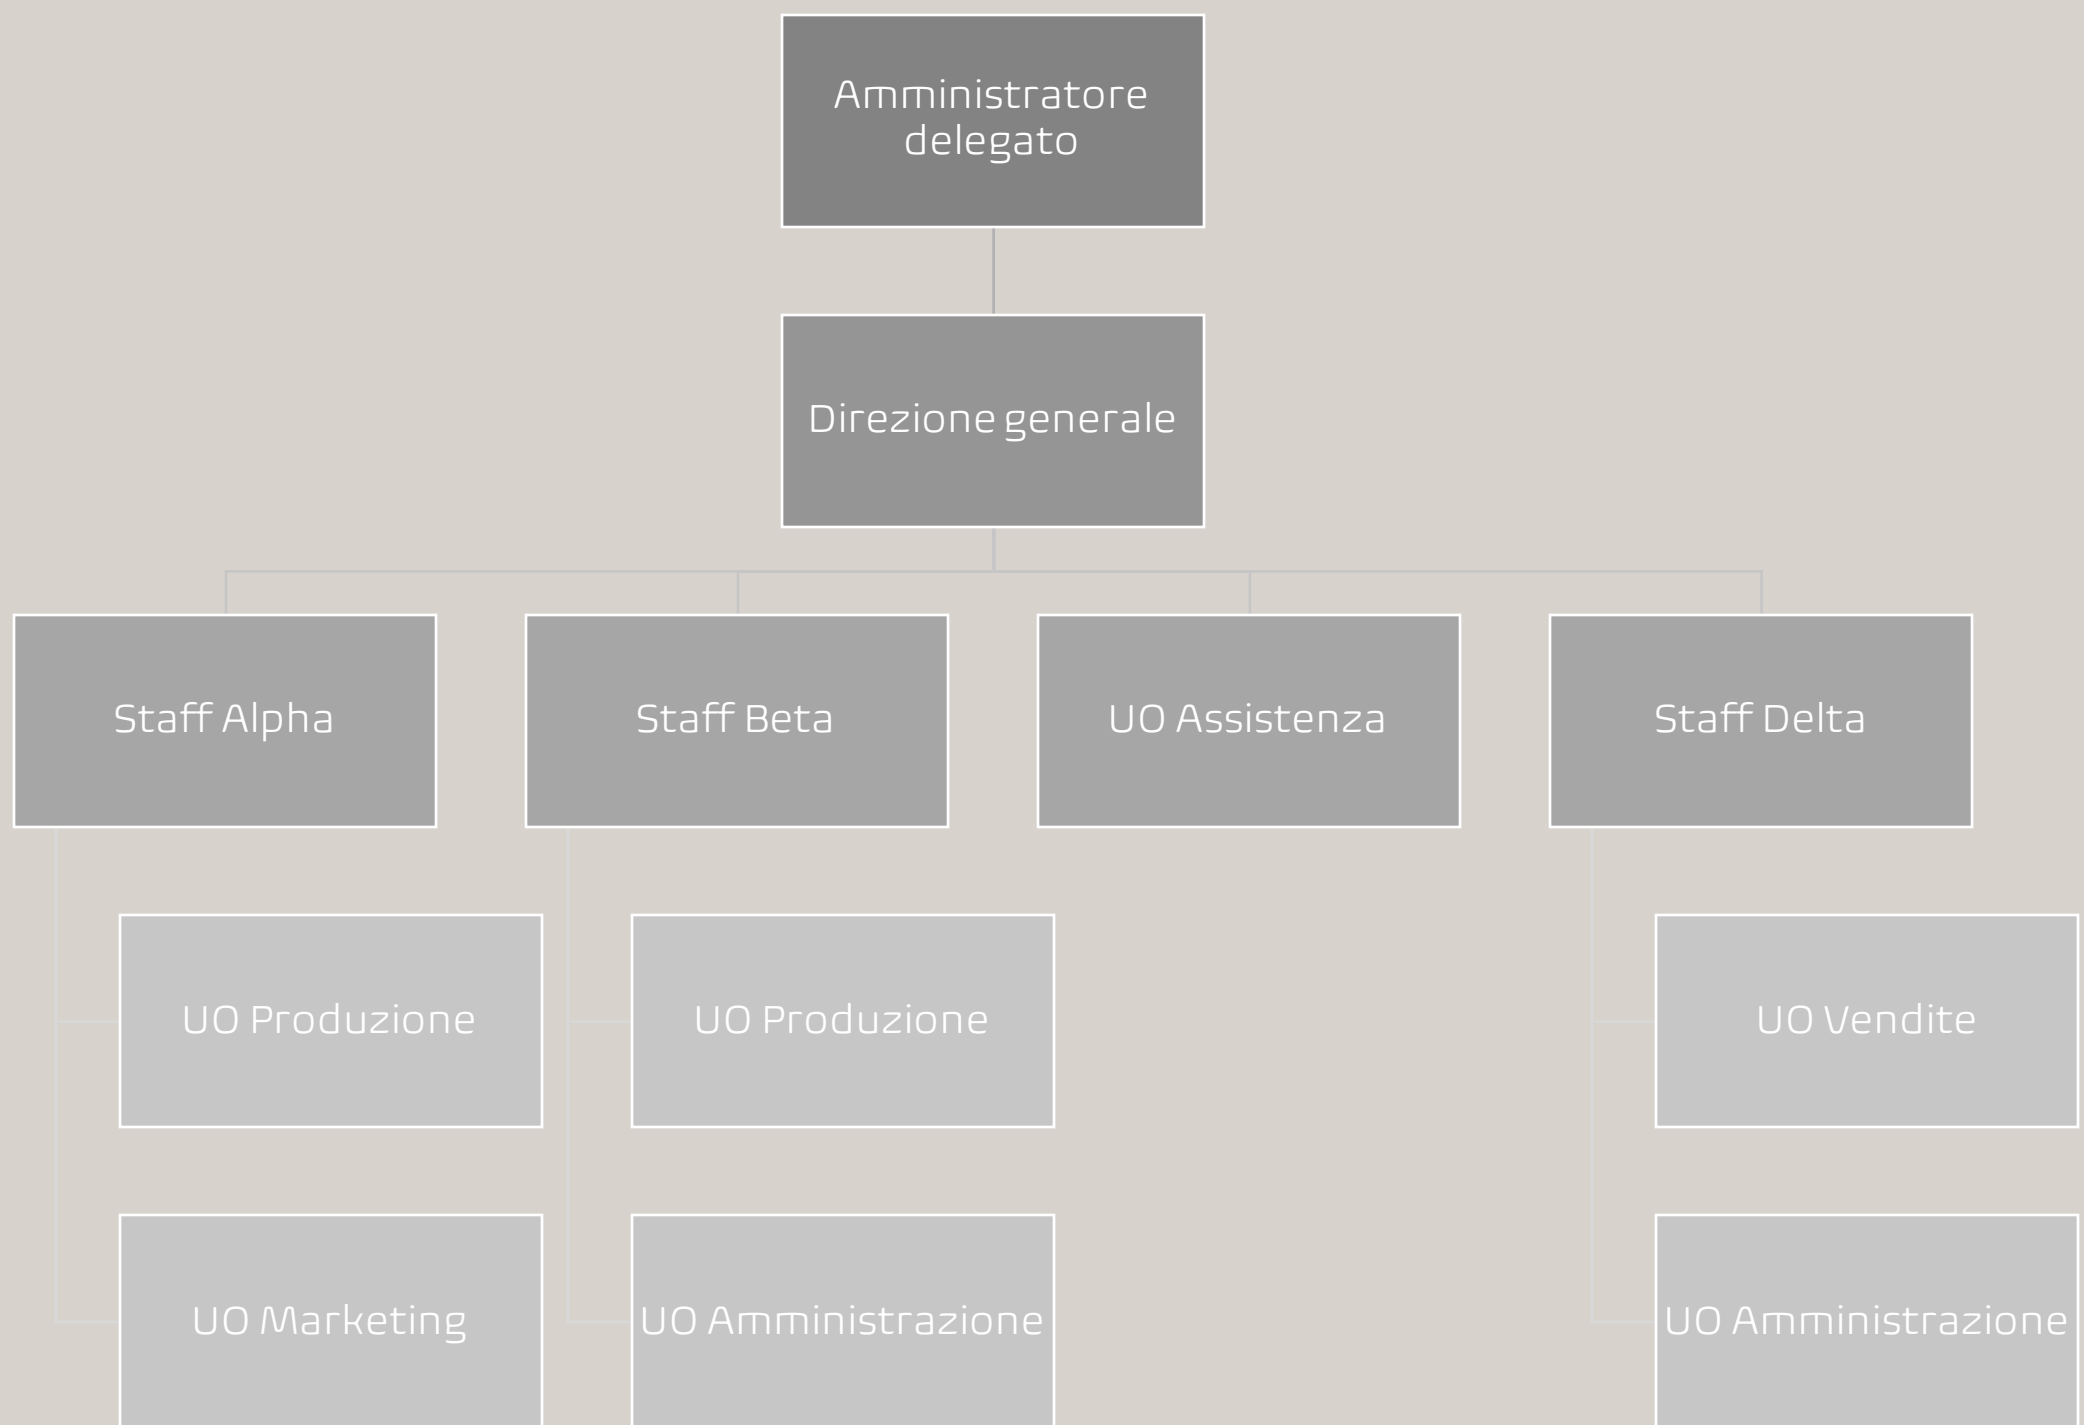 Amministratore
delegato
Direzione generale
Staff Alpha
Staff Beta
UO Assistenza
Staff Delta
UO Produzione
UO Produzione
UO Vendite
UO Marketing
UO Amministrazione
UO Amministrazione